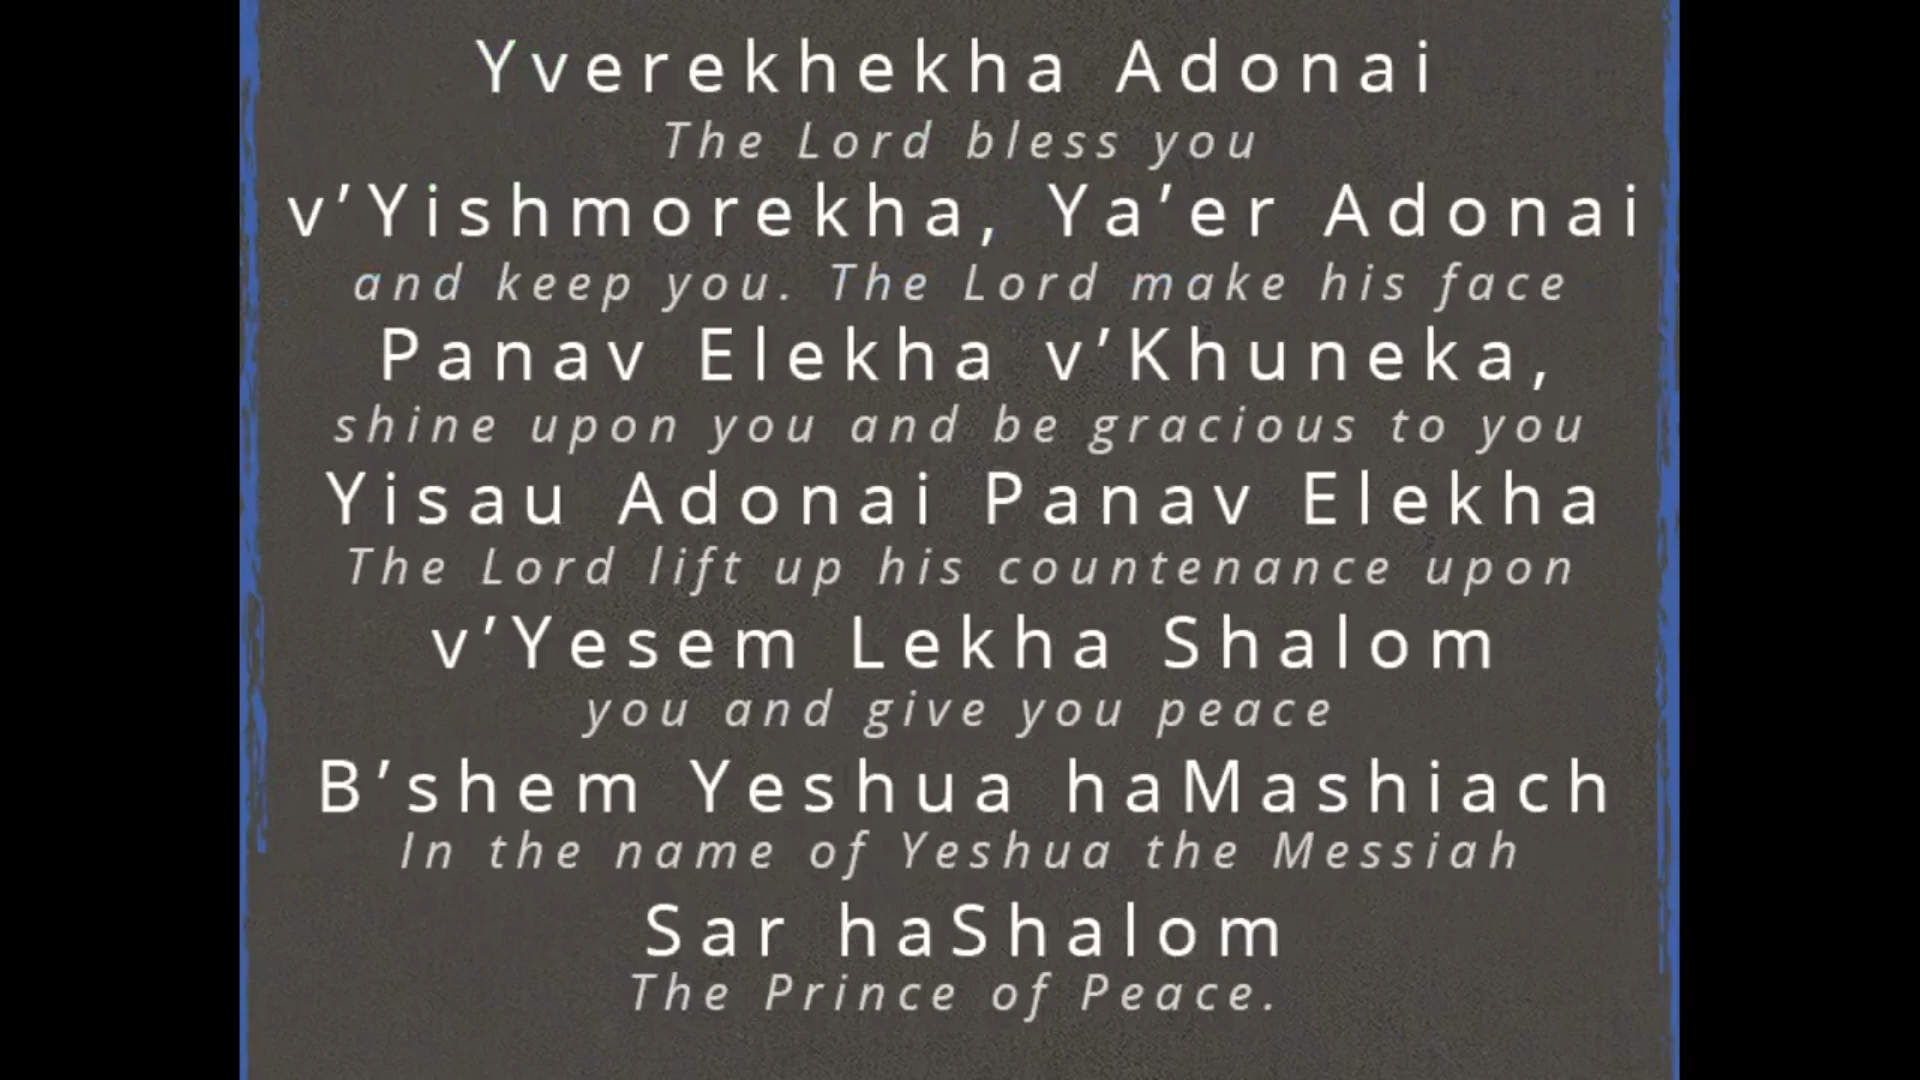 Yverekhekha Adonai
The Lord bless you
v’Yishmorekha, Ya’er Adonai
and keep you. The Lord make his face
Panav Elekha v’Khuneka,
shine upon you and be gracious to you
Yisau Adonai Panav Elekha
The Lord lift up his countenance upon
v’Yesem Lekha Shalom
you and give you peace
B’shem Yeshua haMashiach
In the name of Yeshua the Messiah
Sar haShalom
The Prince of Peace.